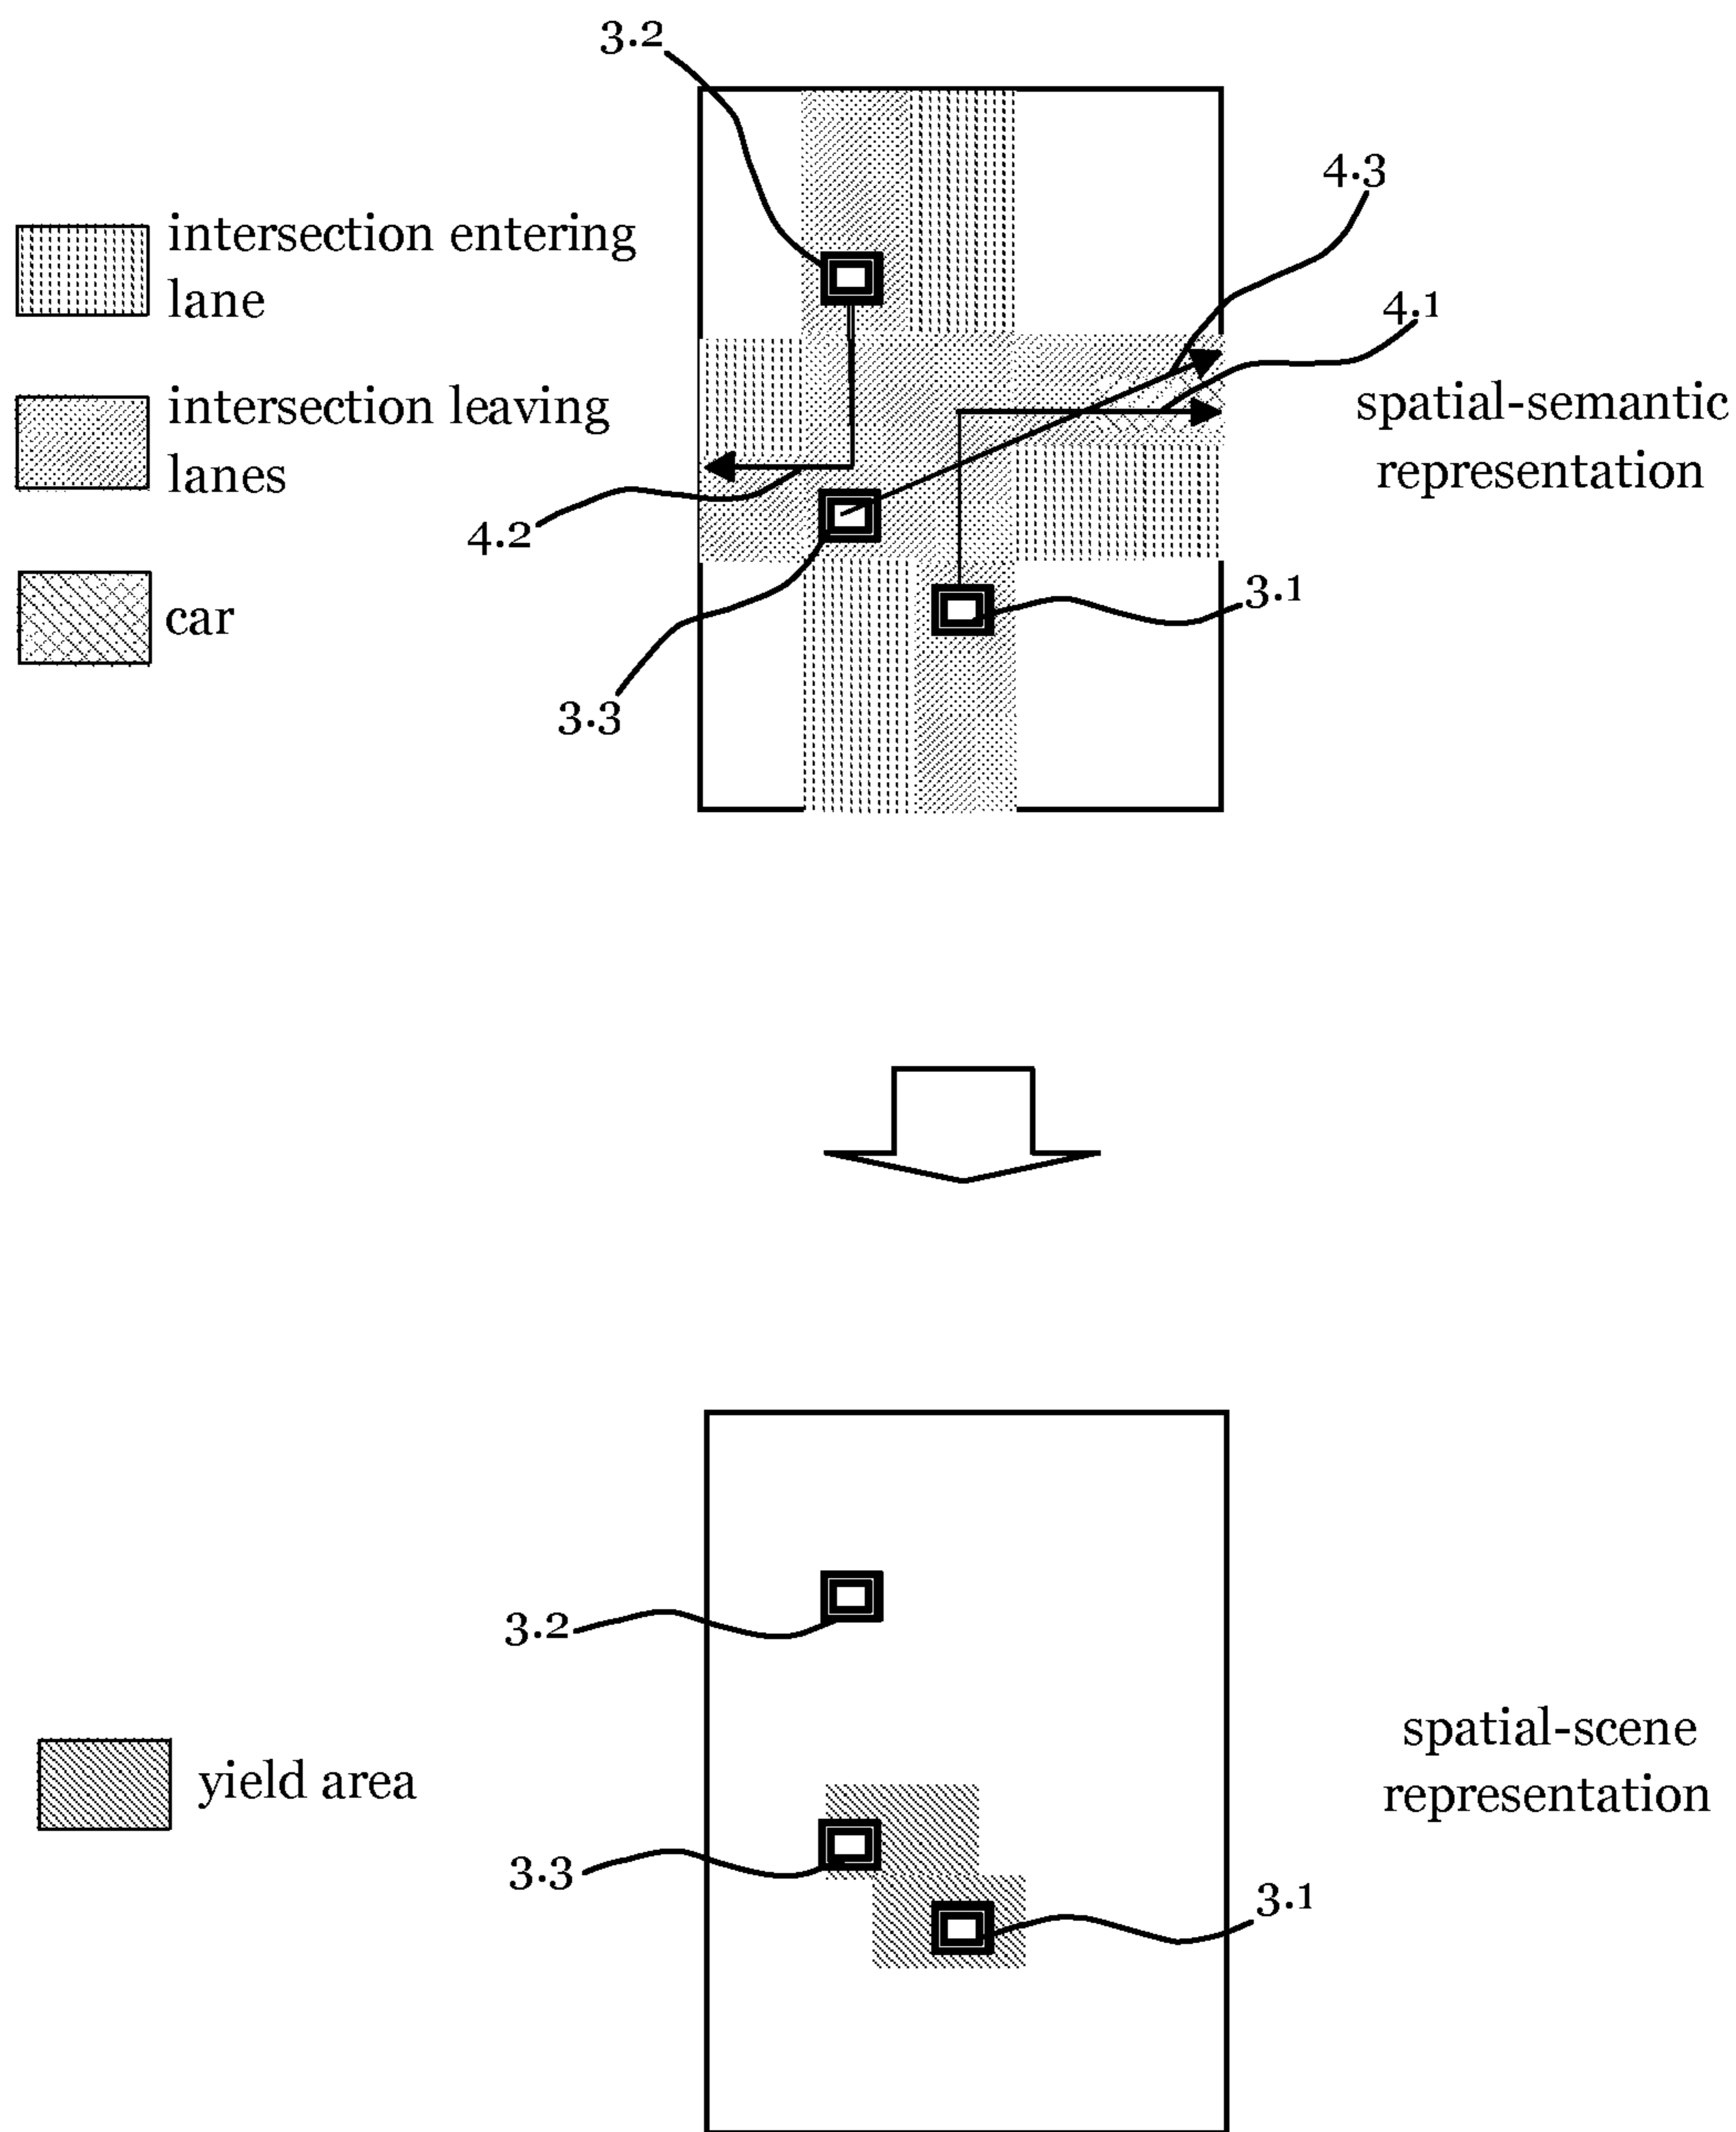 3.2
4.3
intersection entering
lane
4.1
intersection leaving
lanes
spatial-semantic
representation
4.2
car
3.1
3.3
3.2
spatial-scene
representation
yield area
3.3
3.1